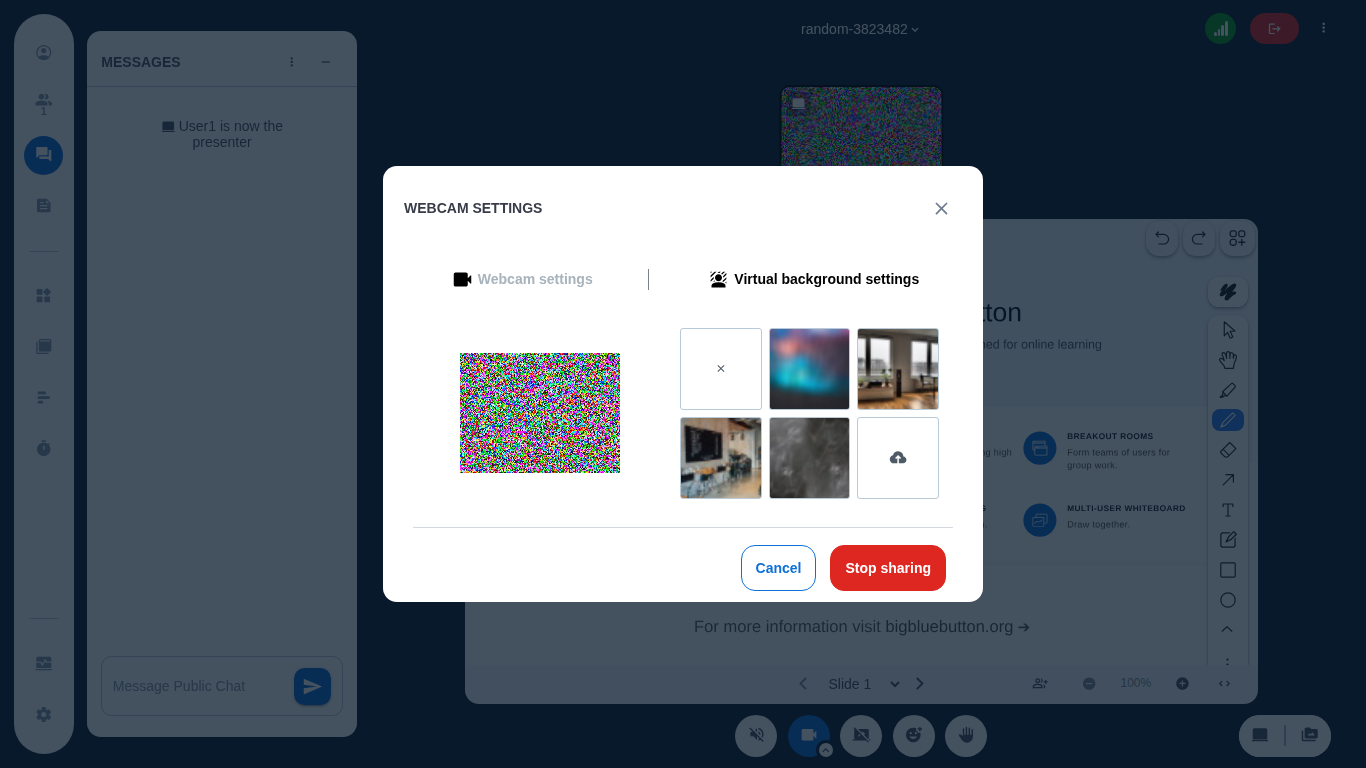 random-3823482
MESSAGES
1
User1 is now the
presenter
WEBCAM SETTINGS
Webcam settings
Virtual background settings
Cancel
Stop sharing
BREAKOUT ROOMS
Form teams of users for
group work.
MULTI-USER WHITEBOARD
Draw together.
for online learning
high
For more information visit bigbluebutton.org →
Message Public Chat
Slide 1
100%